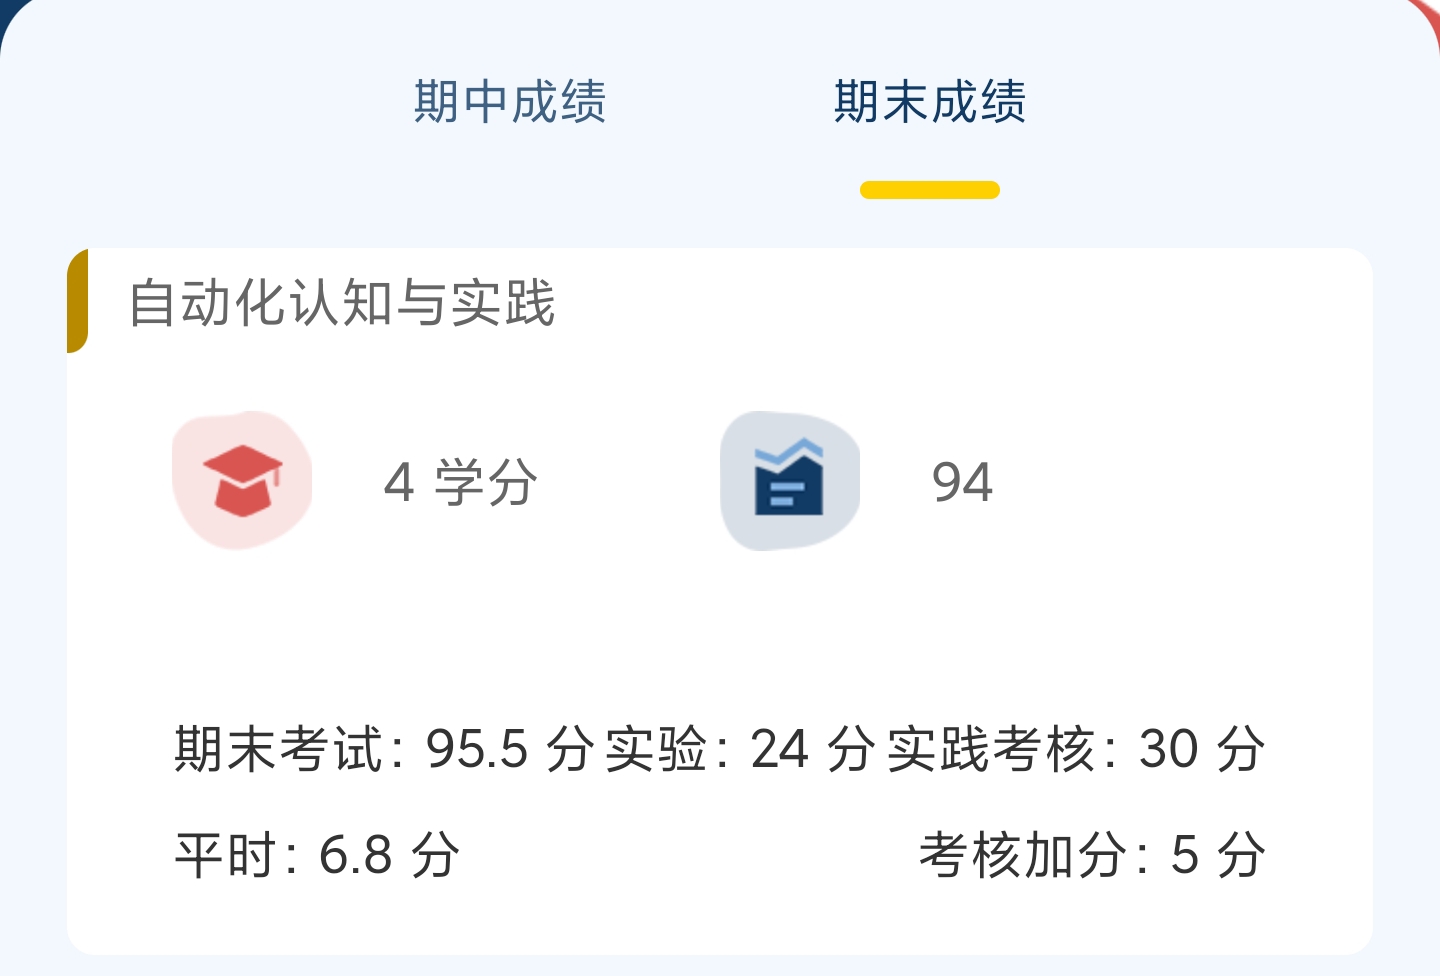 期中成绩 期末成绩
自动化认知与实践
4 学分 94
期末考试：95.5 分 实验：24 分 实践考核：30 分
平时：6.8 分 考核加分：5 分